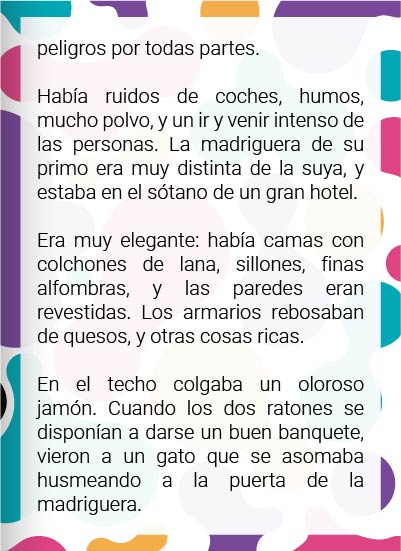 peligros por todas partes.
Había ruidos de coches, humos,
mucho polvo, y un ir y venir intenso de
las personas. La madriguera de su
primo era muy distinta de la suya, y
estaba en el sótano de un gran hotel.
Era muy elegante: había camas con
colchones de lana, sillones, finas
alfombras, y las paredes eran
revestidas. Los armarios rebosaban
de quesos, y otras cosas ricas.
En el techo colgaba un oloroso
jamón. Cuando los dos ratones se
disponían a darse un buen banquete,
vieron a un gato que se asomaba
husmeando a la puerta de la
madriguera.